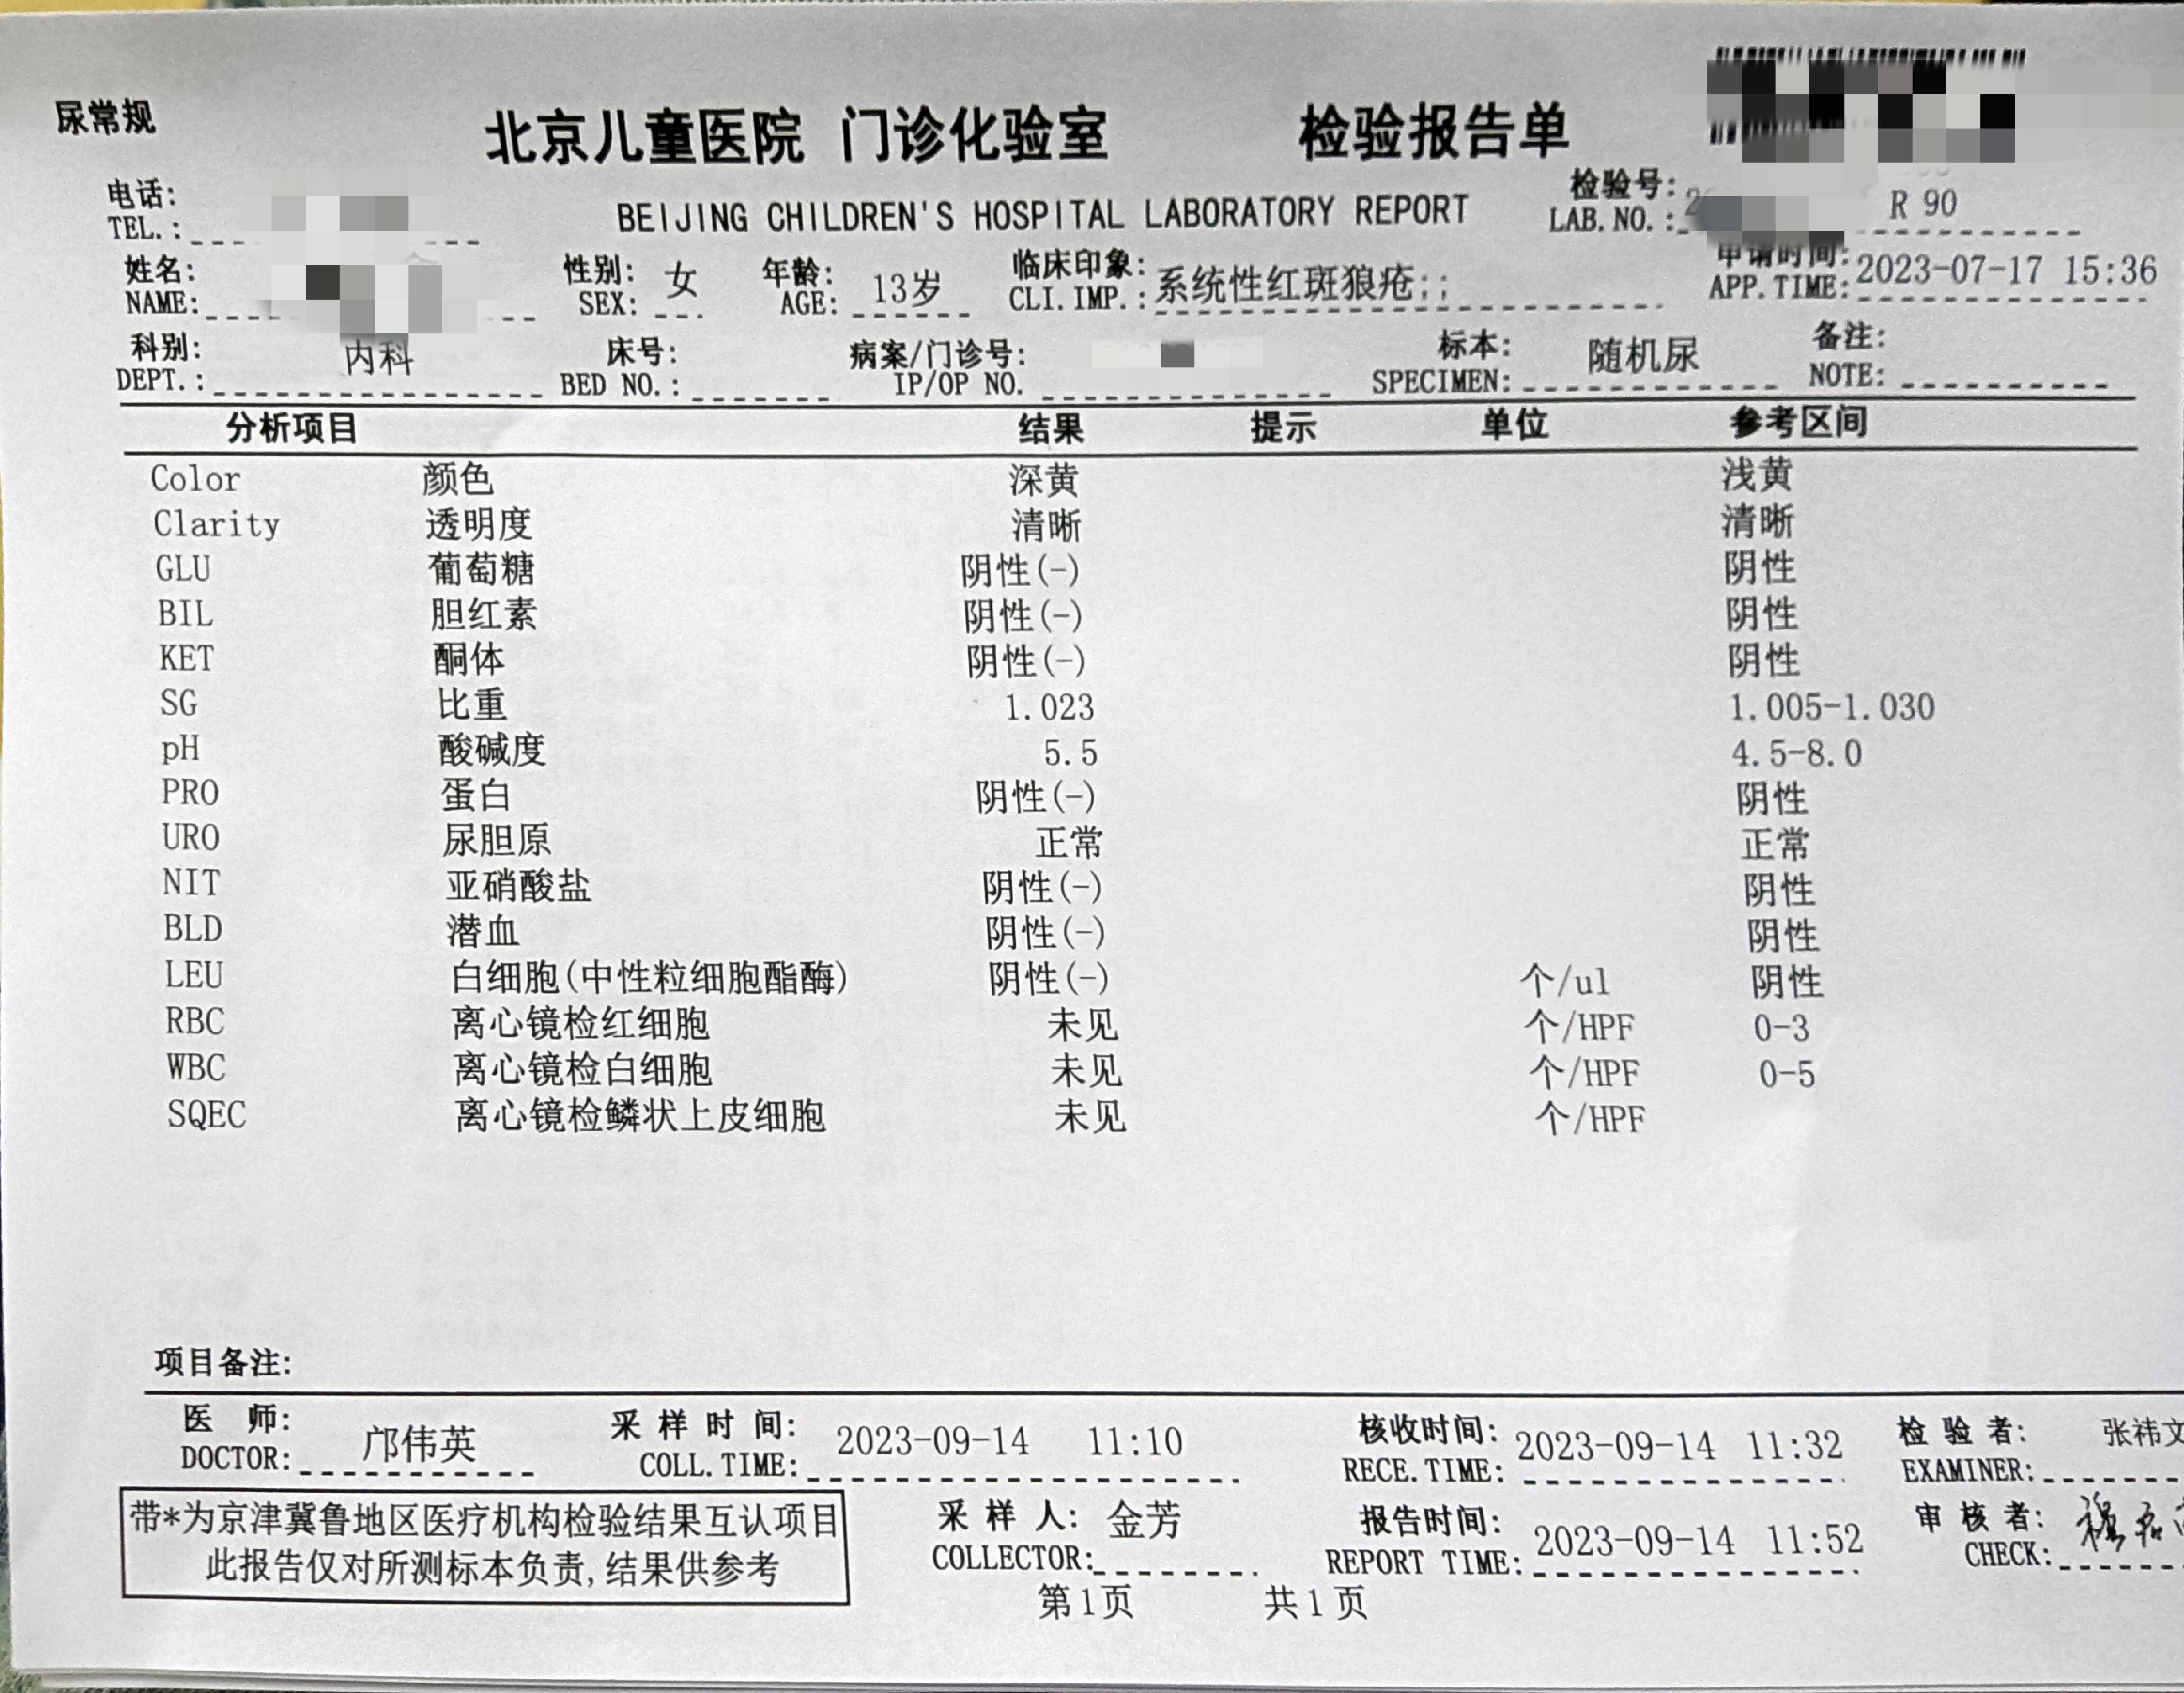 尿常规
北京儿童医院 门诊化验室 检验报告单
BEIJING CHILDREN'S HOSPITAL LABORATORY REPORT
电话:
TEL.:
检验号:
LAB.NO.: R 90
姓名:
NAME:
性别: 女
SEX:
年龄: 13岁
AGE:
临床印象: 系统性红斑狼疮;;
CLI.IMP.:
申请时间: 2023-07-17 15:36
APP.TIME:
科别: 内科
DEPT.:
床号:
BED NO.:
病案/门诊号:
IP/OP NO.
标本: 随机尿
SPECIMEN:
备注:
NOTE:
分析项目 结果 提示 单位 参考区间
Color 颜色 深黄 浅黄
Clarity 透明度 清晰 清晰
GLU 葡萄糖 阴性(-) 阴性
BIL 胆红素 阴性(-) 阴性
KET 酮体 阴性(-) 阴性
SG 比重 1.023 1.005-1.030
pH 酸碱度 5.5 4.5-8.0
PRO 蛋白 阴性(-) 阴性
URO 尿胆原 正常 正常
NIT 亚硝酸盐 阴性(-) 阴性
BLD 潜血 阴性(-) 阴性
LEU 白细胞(中性粒细胞酯酶) 阴性(-) 个/ul 阴性
RBC 离心镜检红细胞 未见 个/HPF 0-3
WBC 离心镜检白细胞 未见 个/HPF 0-5
SQEC 离心镜检鳞状上皮细胞 未见 个/HPF
项目备注:
医 师: 邝伟英
DOCTOR:
采 样 时 间: 2023-09-14 11:10
COLL.TIME:
核收时间: 2023-09-14 11:32
RECE.TIME:
检 验 者: 张祎文
EXAMINER:
带*为京津冀鲁地区医疗机构检验结果互认项目
此报告仅对所测标本负责,结果供参考
采 样 人: 金芳
COLLECTOR:
报告时间: 2023-09-14 11:52
REPORT TIME:
审 核 者:
CHECK:
第1页 共1页